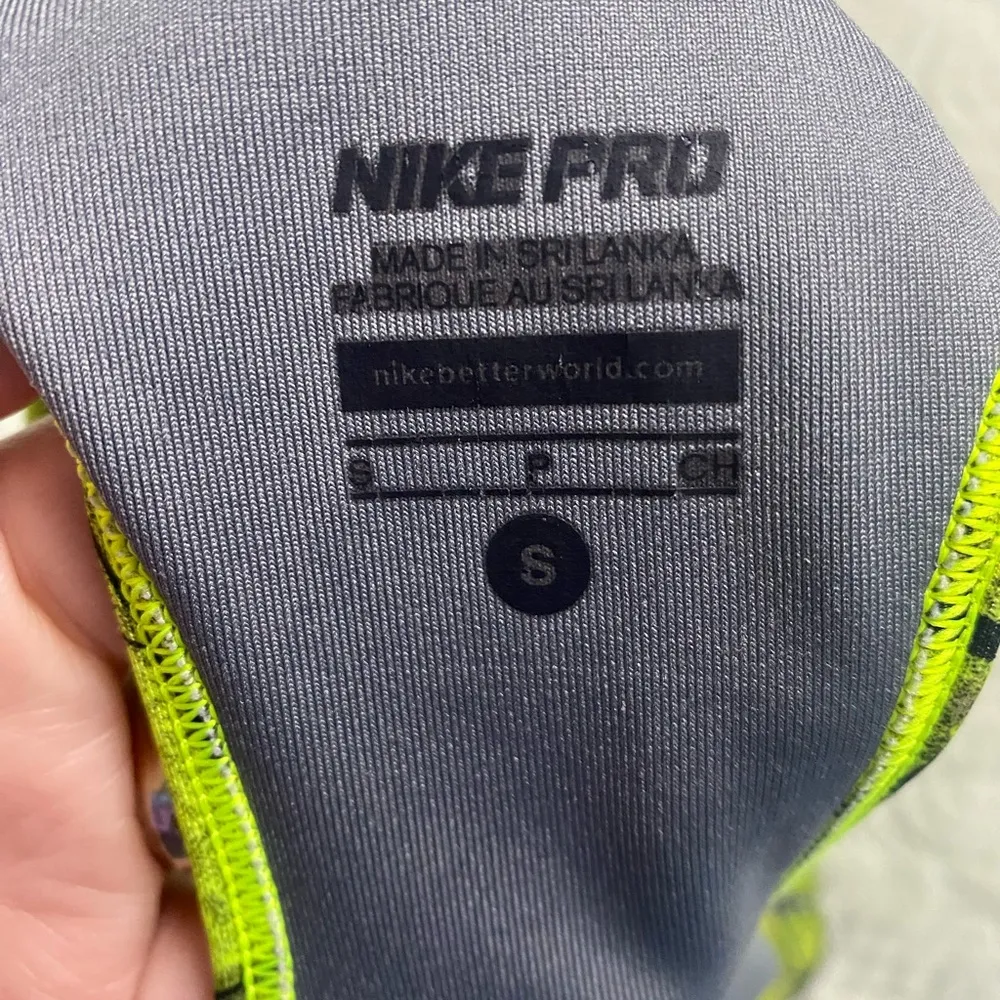 NIKE PRO
MADE IN SRI LANKA
FABRIQUE AU SRI LANKA
nikebetterworld.com
S P CH
S